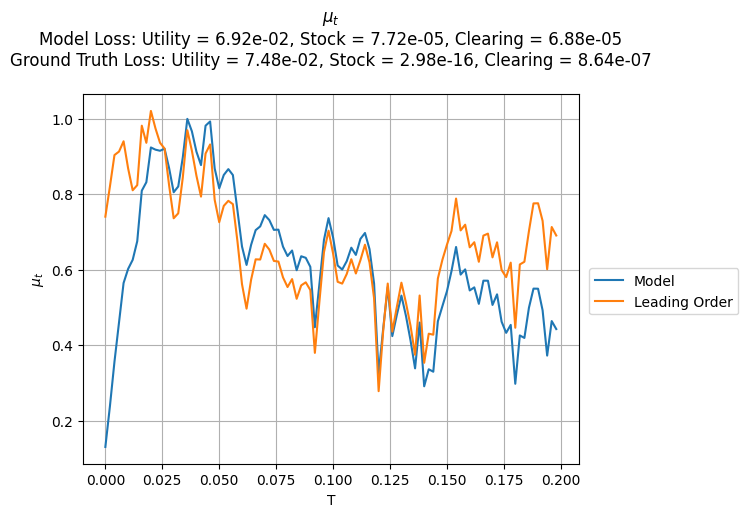 μₜ
Model Loss: Utility = 6.92e-02, Stock = 7.72e-05, Clearing = 6.88e-05
Ground Truth Loss: Utility = 7.48e-02, Stock = 2.98e-16, Clearing = 8.64e-07
1.0
0.8
0.6
0.4
0.2
μₜ
0.000 0.025 0.050 0.075 0.100 0.125 0.150 0.175 0.200
T
Model
Leading Order